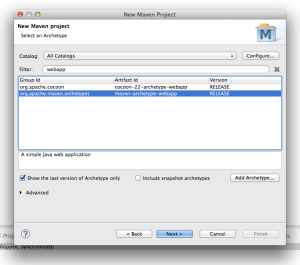 New Maven Project
New Maven project
Select an Archetype
M
Catalog: All Catalogs Configure...
Filter: webapp
Group Id Artifact Id Version
org.apache.cocoon cocoon-22-archetype-webapp RELEASE
org.apache.maven.archetypes maven-archetype-webapp RELEASE
A simple Java web application
Show the last version of Archetype only Include snapshot archetypes Add Archetype...
Advanced
? < Back Next > Cancel Finish
Stopping, Synchronized]